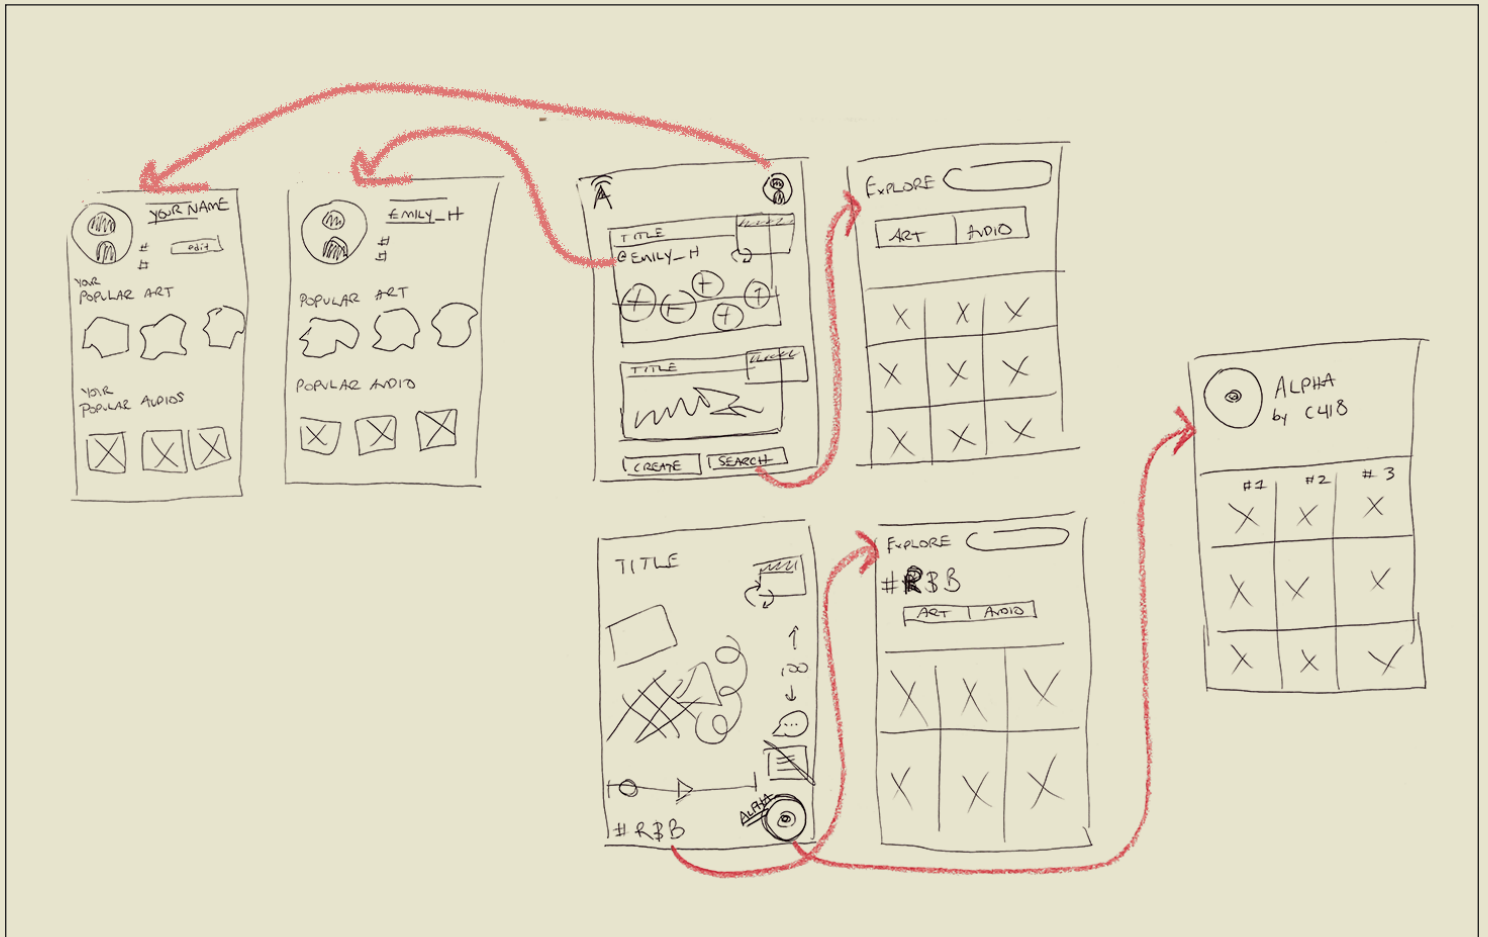 YOUR NAME
#
edit
#
YOUR
POPULAR ART
YOUR
POPULAR AUDIOS
EMILY_H
#
#
POPULAR ART
POPULAR AUDIO
TITLE
@EMILY_H
TITLE
CREATE
SEARCH
EXPLORE
ART
AUDIO
TITLE
100
ALPHA
#R$B
EXPLORE
#R$B
ART
AUDIO
ALPHA
by C418
#1
#2
#3